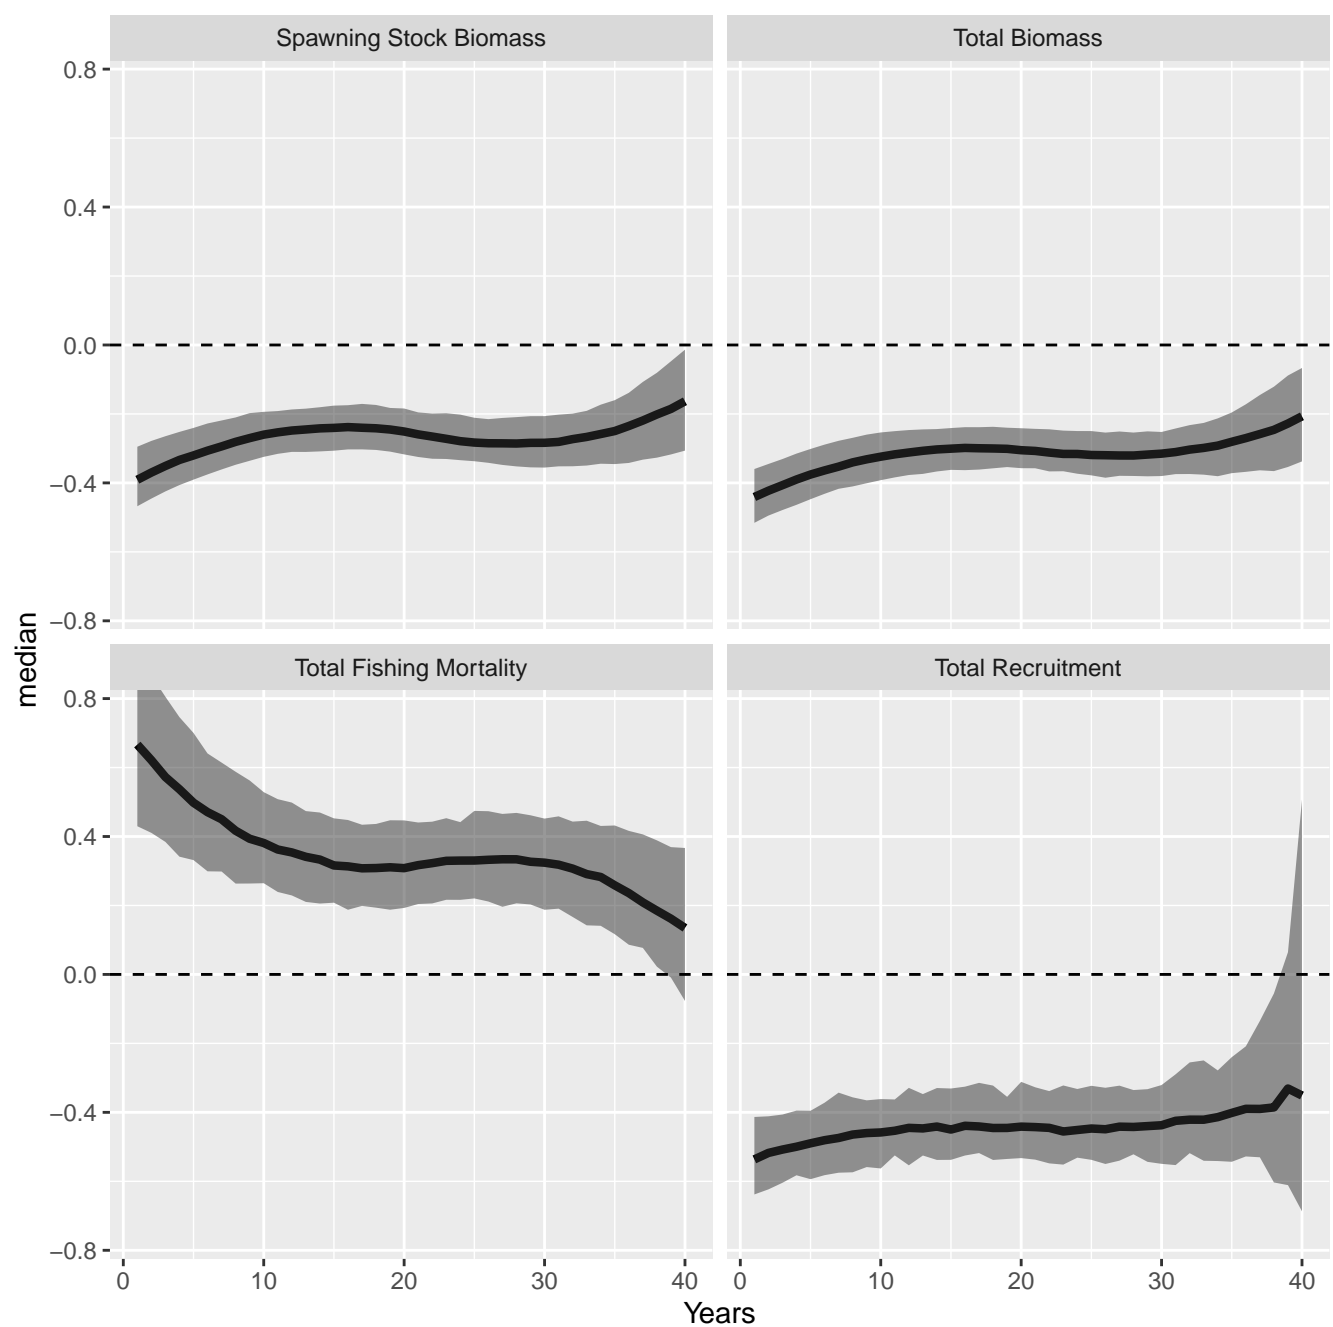 Spawning Stock Biomass
Total Biomass
0.8
0.4
0.0
−0.4
−0.8
median
Total Fishing Mortality
Total Recruitment
0.8
0.4
0.0
−0.4
−0.8
0 10 20 30 40
0 10 20 30 40
Years